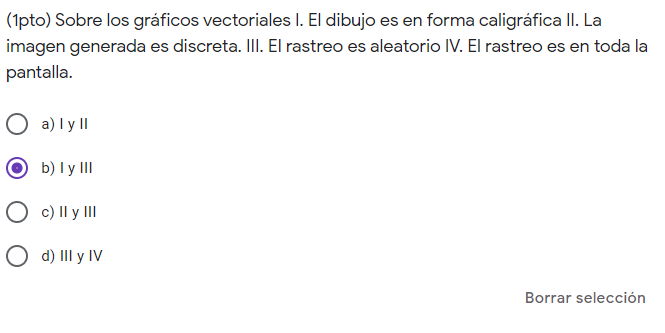 (1pto) Sobre los gráficos vectoriales I. El dibujo es en forma caligráfica II. La
imagen generada es discreta. III. El rastreo es aleatorio IV. El rastreo es en toda la
pantalla.
a) I y II
b) I y III
c) II y III
d) III y IV
Borrar selección